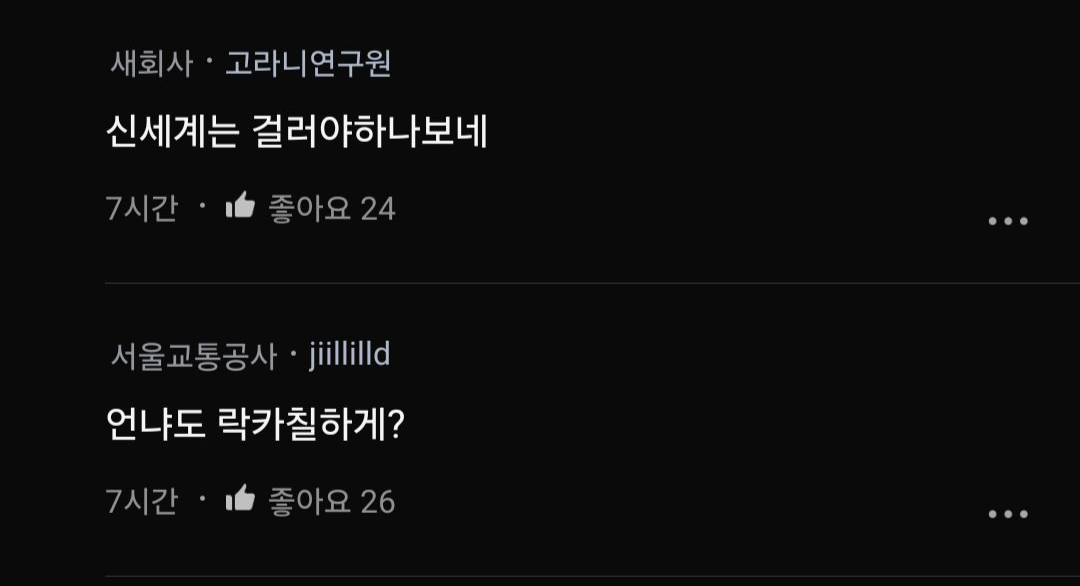 새회사 · 고라니연구원
신세계는 걸러야하나보네
7시간 · 좋아요 24
서울교통공사 · jiillilld
언냐도 락카칠하게?
7시간 · 좋아요 26